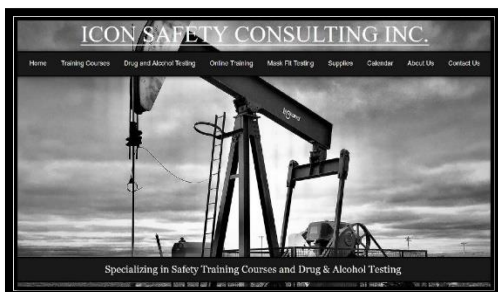 ICON SAFETY CONSULTING INC.
Home Training Courses Drug and Alcohol Testing Online Training Mask Fit Testing Supplies Calendar About Us Contact Us
Specializing in Safety Training Courses and Drug & Alcohol Testing